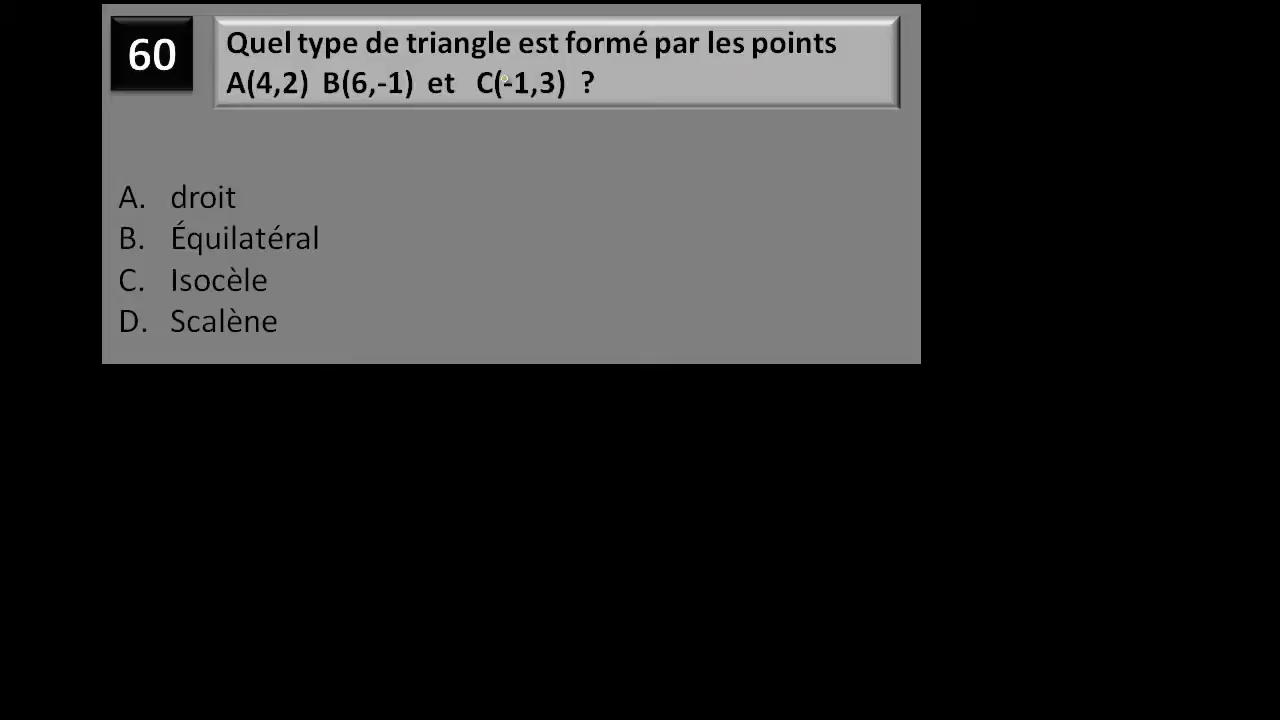 60
Quel type de triangle est formé par les points
A(4,2) B(6,-1) et C(-1,3) ?
A. droit
B. Équilatéral
C. Isocèle
D. Scalène